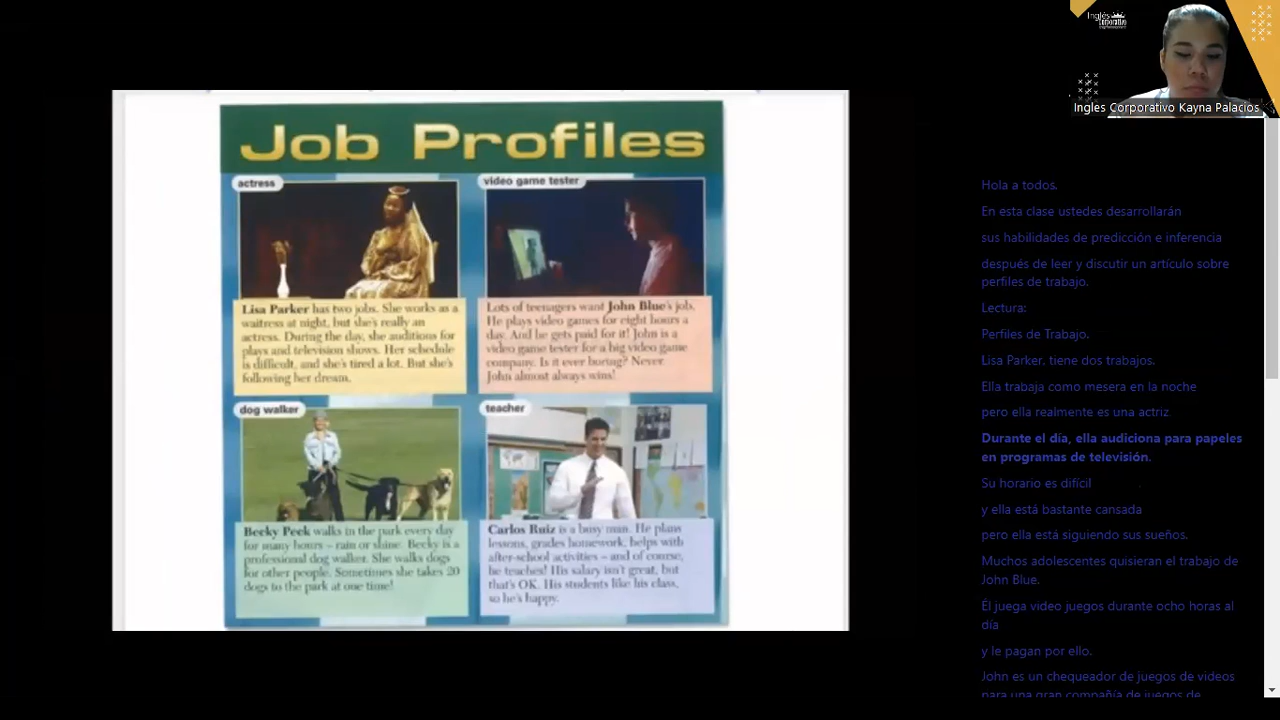 Inglés
Corporativo
Ingles Corporativo Kayna Palacios
Job Profiles
actress
Lisa Parker has two jobs. She works as a
waitress at night, but she's really an
actress. During the day, she auditions for
plays and television shows. Her schedule
is difficult, and she's tired a lot. But she's
following her dream.
video game tester
Lots of teenagers want John Blue's job.
He plays video games for eight hours a
day. And he gets paid for it! John is a
video game tester for a big video game
company. Is it ever boring? Never
John almost always wins!
dog walker
Becky Peek walks in the park every day
for many hours – rain or shine. Becky is a
professional dog walker. She walks dogs
for other people. Sometimes she takes 20
dogs to the park at one time!
teacher
Carlos Ruiz is a busy man. He plans
lessons, grades homework, helps with
after-school activities – and of course,
he teaches! His salary isn't great, but
that's OK. His students like his class,
so he's happy.
Hola a todos.
En esta clase ustedes desarrollarán
sus habilidades de predicción e inferencia
después de leer y discutir un artículo sobre
perfiles de trabajo.
Lectura:
Perfiles de Trabajo.
Lisa Parker, tiene dos trabajos.
Ella trabaja como mesera en la noche
pero ella realmente es una actriz
Durante el día, ella audiciona para papeles
en programas de televisión.
Su horario es difícil
y ella está bastante cansada
pero ella está siguiendo sus sueños.
Muchos adolescentes quisieran el trabajo de
John Blue.
Él juega video juegos durante ocho horas al
día
y le pagan por ello.
John es un chequeador de juegos de videos
para una gran compañía de juegos de